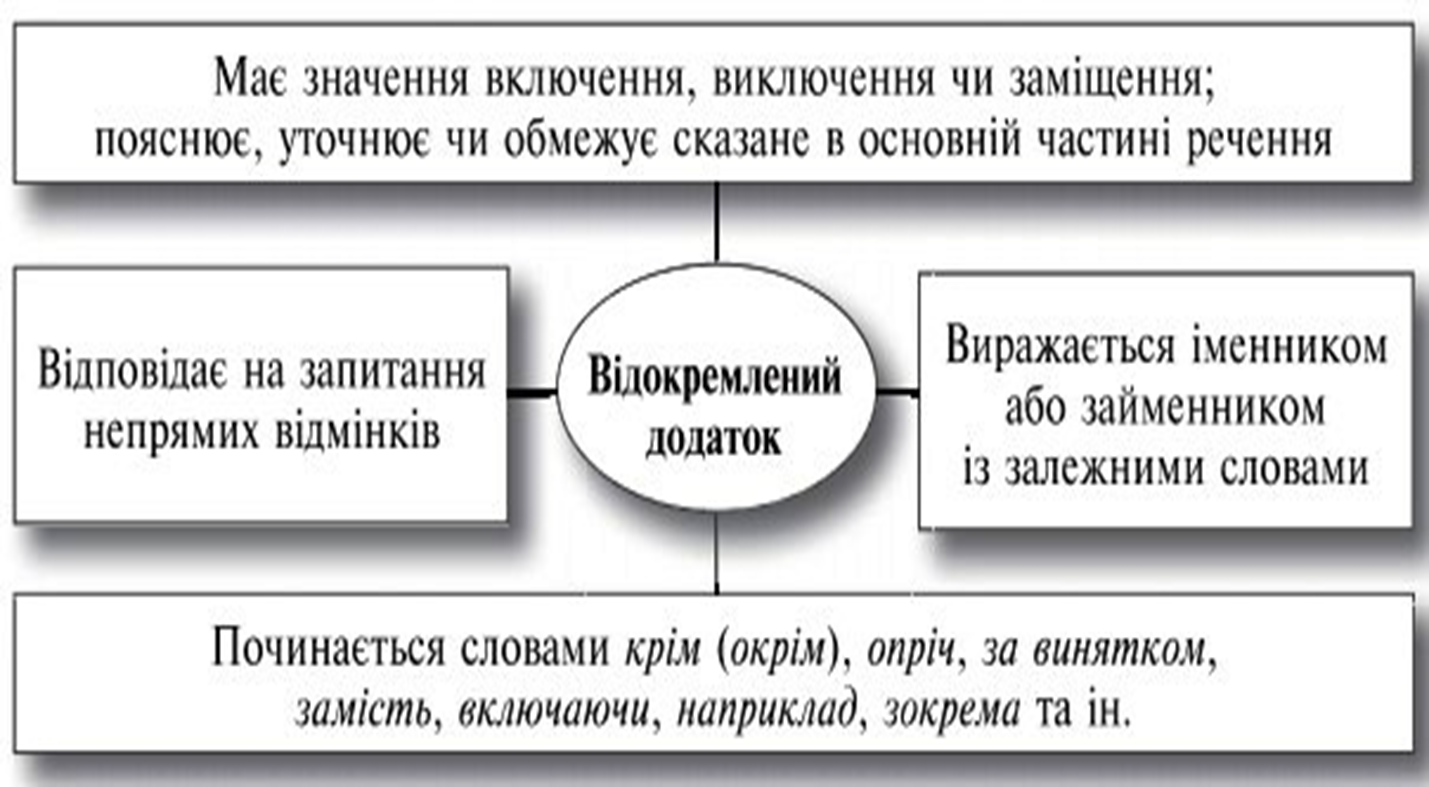 Має значення включення, виключення чи заміщення;
пояснює, уточнює чи обмежує сказане в основній частині речення
Відповідає на запитання
непрямих відмінків
Відокремлений
додаток
Виражається іменником
або займенником
із залежними словами
Починається словами крім (окрім), опріч, за винятком,
замість, включаючи, наприклад, зокрема та ін.